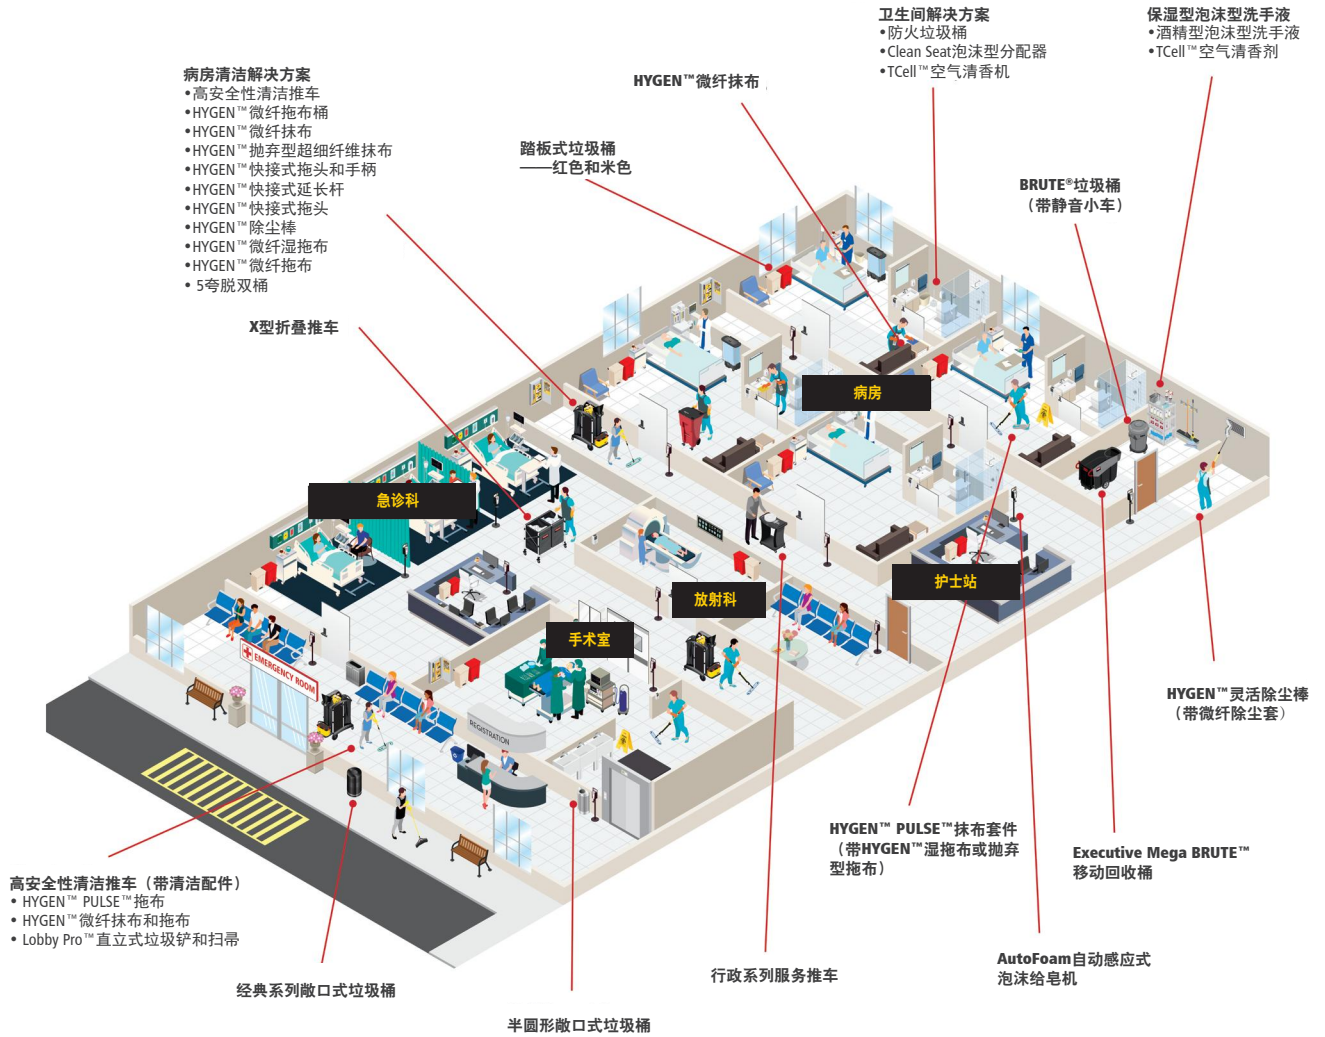 卫生间解决方案
•防火垃圾桶
•Clean Seat泡沫型分配器
•TCell™空气清香机
保湿型泡沫型洗手液
•酒精型泡沫型洗手液
•TCell™空气清香剂
病房清洁解决方案
•高安全性清洁推车
•HYGEN™微纤拖布桶
•HYGEN™微纤抹布
•HYGEN™抛弃型超细纤维抹布
•HYGEN™快接式拖头和手柄
•HYGEN™快接式延长杆
•HYGEN™快接式拖头
•HYGEN™除尘棒
•HYGEN™微纤湿拖布
•HYGEN™微纤拖布
• 5夸脱双桶
HYGEN™微纤抹布
踏板式垃圾桶
——红色和米色
BRUTE®垃圾桶
（带静音小车）
X型折叠推车
病房
急诊科
护士站
放射科
手术室
EMERGENCY ROOM
REGISTRATION
HYGEN™灵活除尘棒
（带微纤除尘套）
HYGEN™ PULSE™抹布套件
（带HYGEN™湿拖布或抛弃
型拖布）
Executive Mega BRUTE™
移动回收桶
高安全性清洁推车（带清洁配件）
• HYGEN™ PULSE™拖布
• HYGEN™微纤抹布和拖布
• Lobby Pro™直立式垃圾铲和扫帚
AutoFoam自动感应式
泡沫给皂机
行政系列服务推车
经典系列敞口式垃圾桶
半圆形敞口式垃圾桶